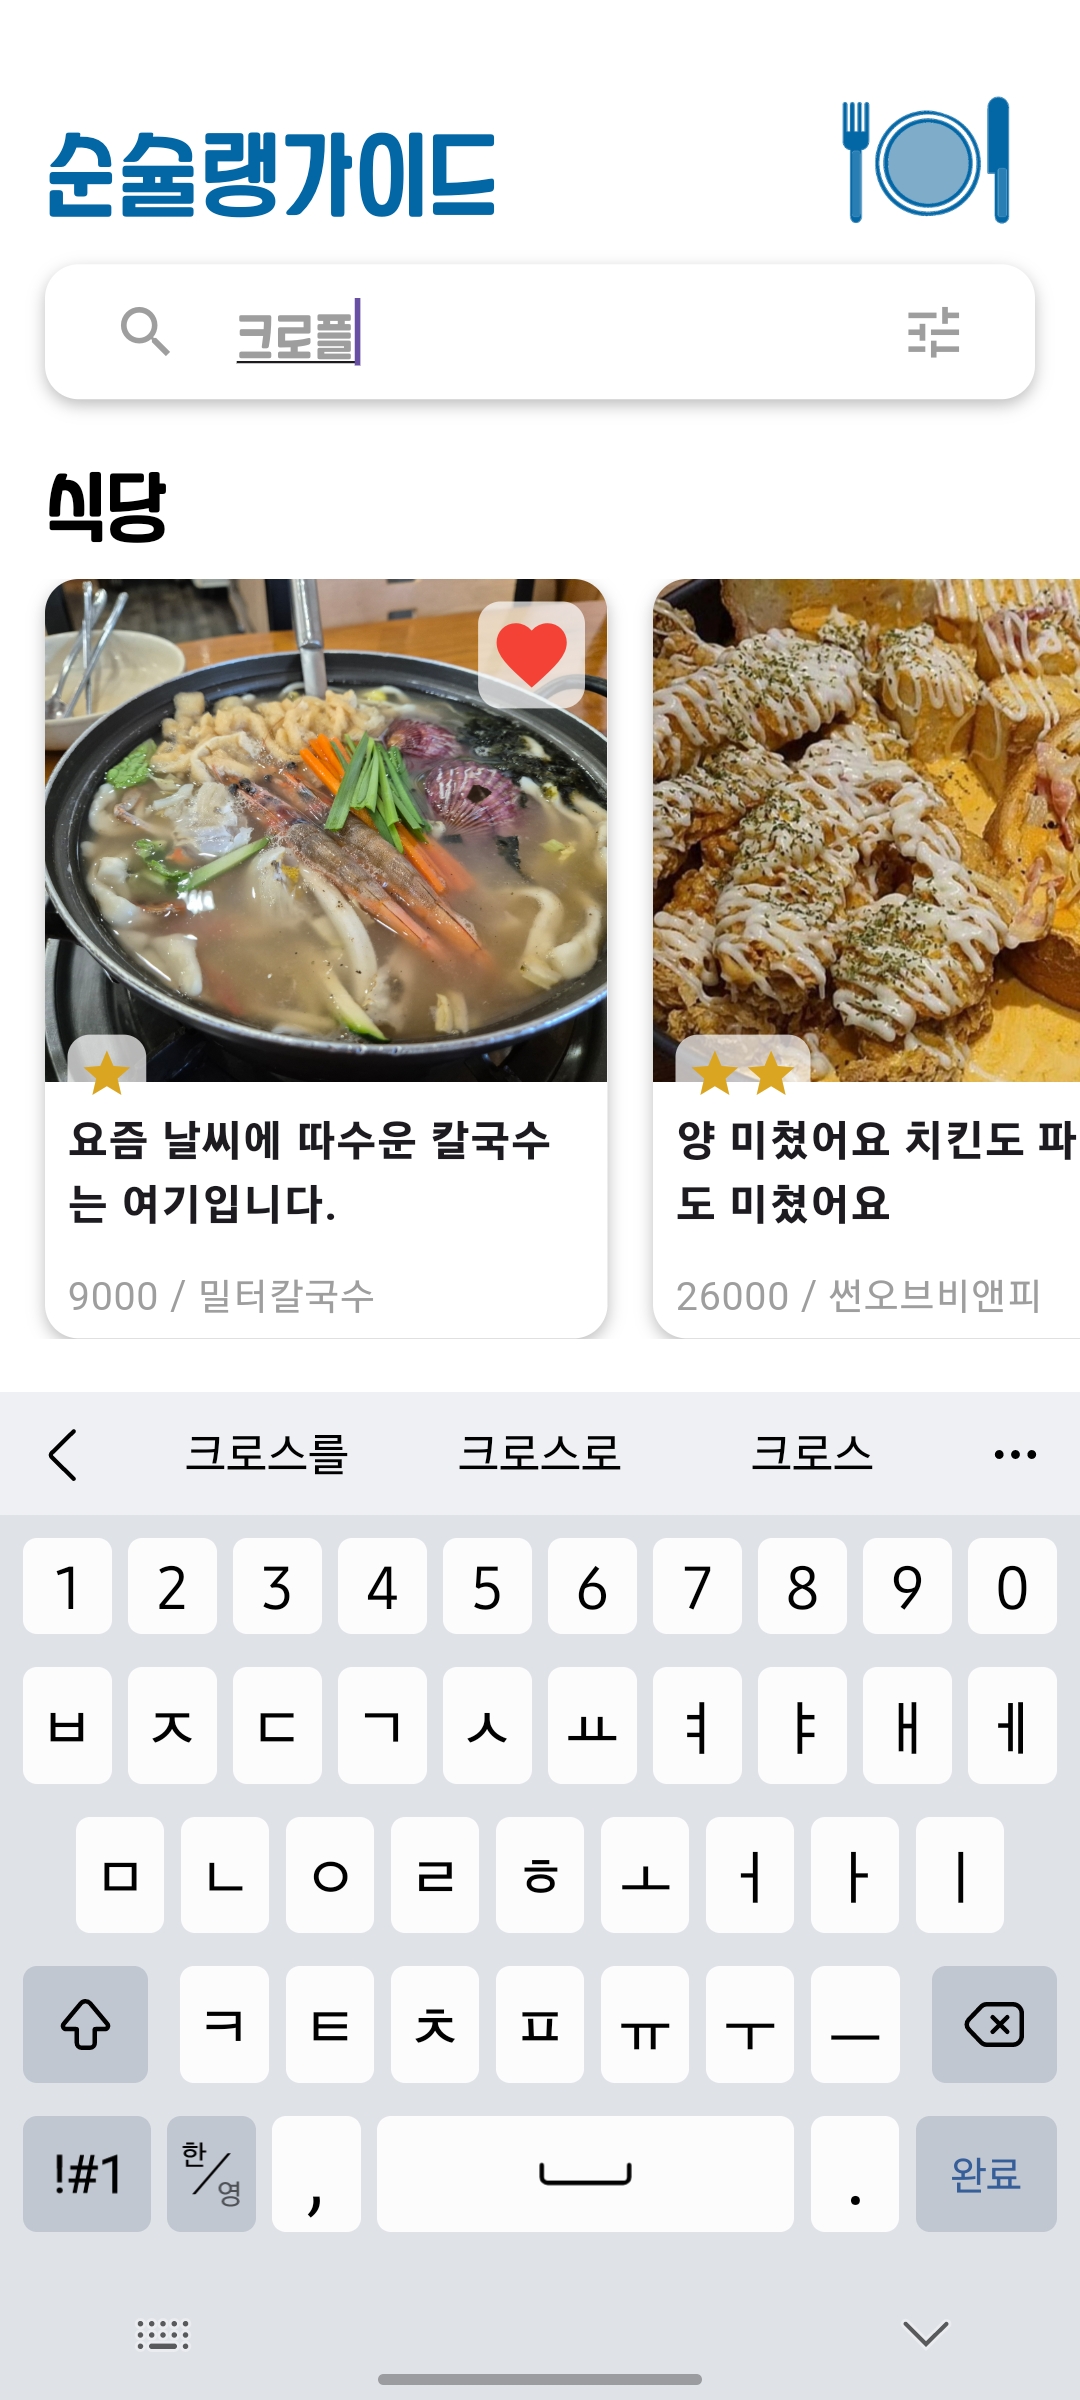 순슐랭가이드
크로플
식당
요즘 날씨에 따수운 칼국수
는 여기입니다.
9000 / 밀터칼국수
양 미쳤어요 치킨도 파
도 미쳤어요
26000 / 썬오브비앤피
크로스를 크로스로 크로스 ...
1 2 3 4 5 6 7 8 9 0
ㅂ ㅈ ㄷ ㄱ ㅅ ㅛ ㅕ ㅑ ㅐ ㅔ
ㅁ ㄴ ㅇ ㄹ ㅎ ㅗ ㅓ ㅏ ㅣ
ㅋ ㅌ ㅊ ㅍ ㅠ ㅜ ㅡ
!#1 한/영 , . 완료